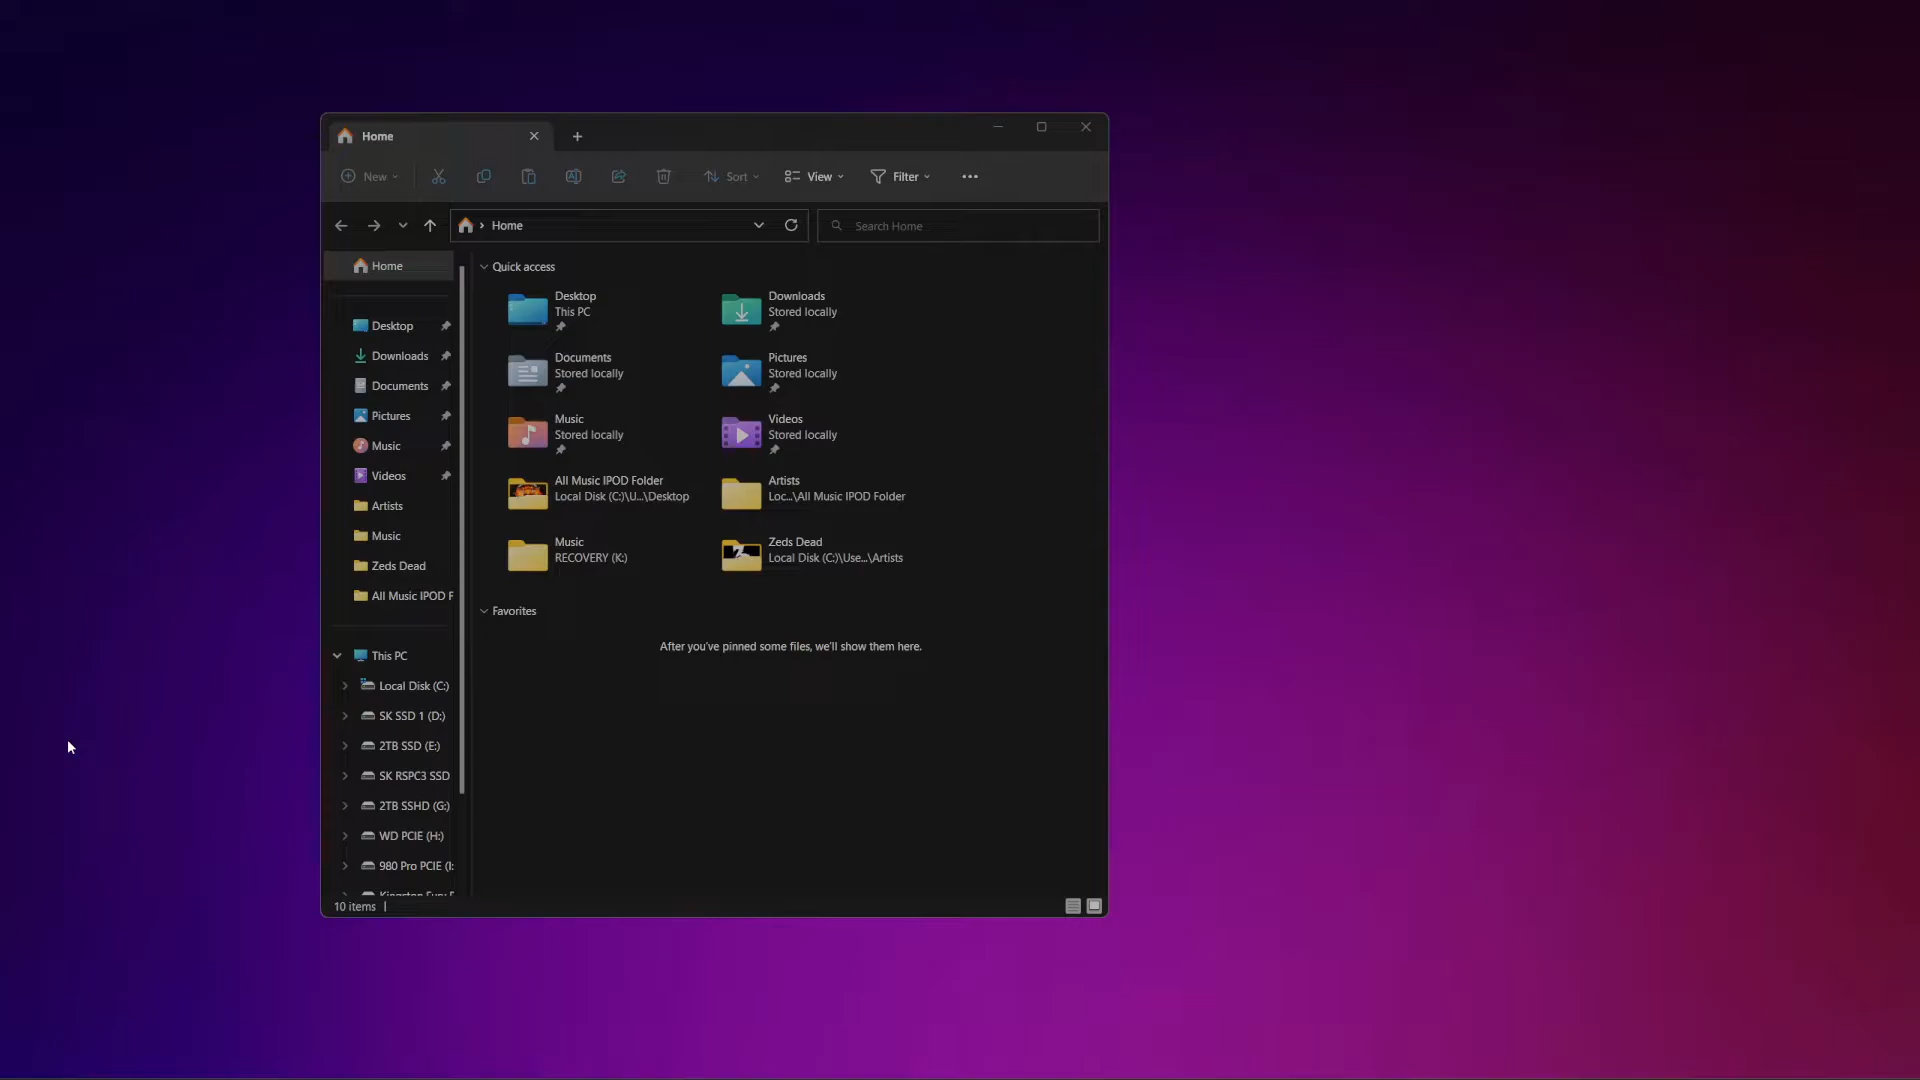 Home
New
Sort
View
Filter
Home
Search Home
Home
Desktop
Downloads
Documents
Pictures
Music
Videos
Artists
Music
Zeds Dead
All Music IPOD F
This PC
Local Disk (C:)
SK SSD 1 (D:)
2TB SSD (E:)
SK RSPC3 SSD
2TB SSHD (G:)
WD PCIE (H:)
980 Pro PCIE (I:
Quick access
Desktop
This PC
Downloads
Stored locally
Documents
Stored locally
Pictures
Stored locally
Music
Stored locally
Videos
Stored locally
All Music IPOD Folder
Local Disk (C:)\U...\Desktop
Artists
Loc...\All Music IPOD Folder
Music
RECOVERY (K:)
Zeds Dead
Local Disk (C:)\Use...\Artists
Favorites
After you've pinned some files, we'll show them here.
10 items